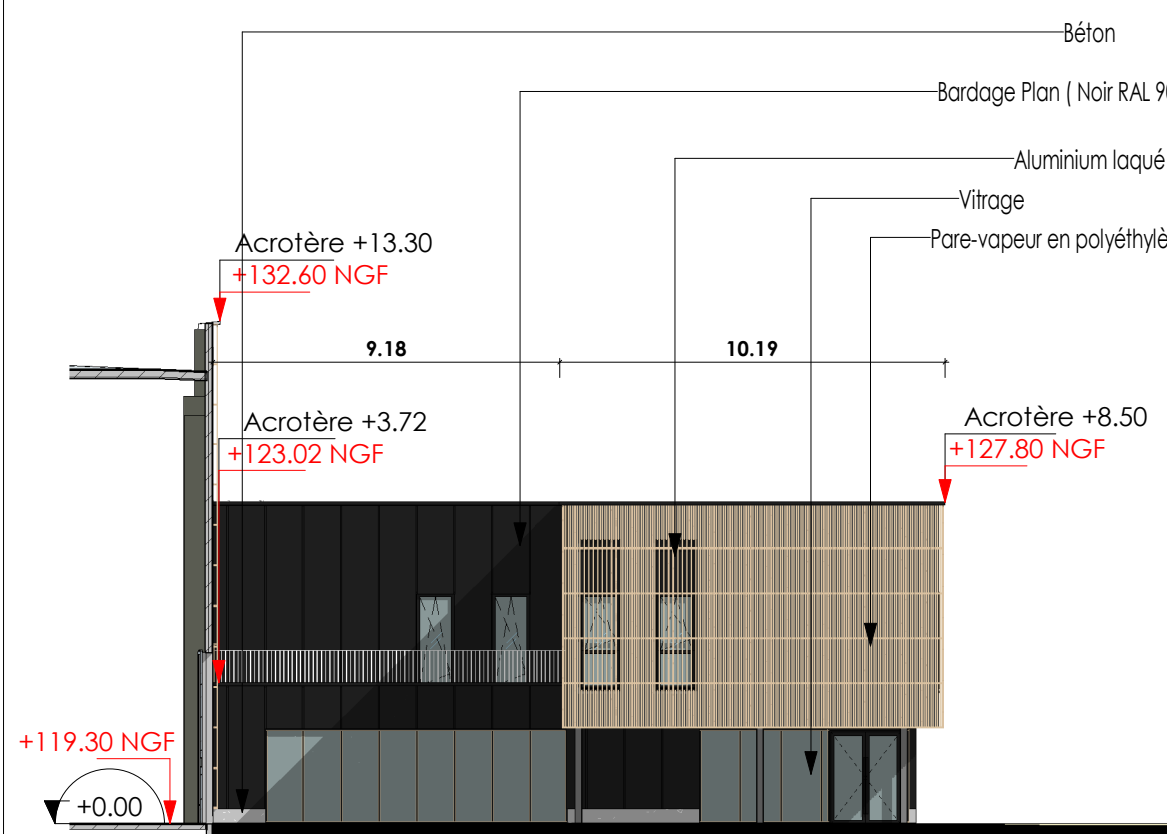 Béton
Bardage Plan ( Noir RAL 90
Aluminium laqué
Vitrage
Pare-vapeur en polyéthylè
Acrotère +13.30
+132.60 NGF
9.18
10.19
Acrotère +3.72
+123.02 NGF
Acrotère +8.50
+127.80 NGF
+119.30 NGF
+0.00